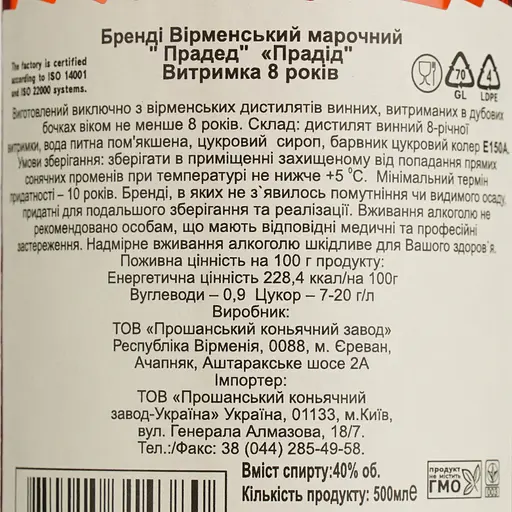 Бренді Вірменський марочний
" Прадед" «Прадід"
Витримка 8 років
The factory is certified
according to ISO 14001
and ISO 22000 systems.
70
GL
4
LDPE
Виготовлений виключно з вірменських дистилятів винних, витриманих в дубових
бочках віком не менше 8 років. Склад: дистилят винний 8-річної
витримки, вода питна пом'якшена, цукровий сироп, барвник цукровий колер Е150А.
Умови зберігання: зберігати в приміщенні захищеному від попадання прямих
сонячних променів при температурі не нижче +5 °С. Мінімальний термін
придатності – 10 років. Бренді, в яких не з`явилось помутніння чи видимого осаду,
придатні для подальшого зберігання та реалізації. Вживання алкоголю не
рекомендовано особам, що мають відповідні медичні та професійні
застереження. Надмірне вживання алкоголю шкідливе для Вашого здоров'я.
Поживна цінність на 100 г продукту:
Енергетична цінність 228,4 ккал/на 100г
Вуглеводи – 0,9 Цукор – 7-20 г/л
Виробник:
ТОВ «Прошанський коньячний завод»
Республіка Вірменія, 0088, м. Єреван,
Ачапняк, Аштаракське шосе 2А
Імпортер:
ТОВ «Прошанський коньячний
завод-Україна» Україна, 01133, м.Київ,
вул. Генерала Алмазова, 18/7.
Тел.:/Факс: 38 (044) 285-49-58.
Вміст спирту:40% об.
Кількість продукту: 500мл℮
продукт
не містить
ГМО